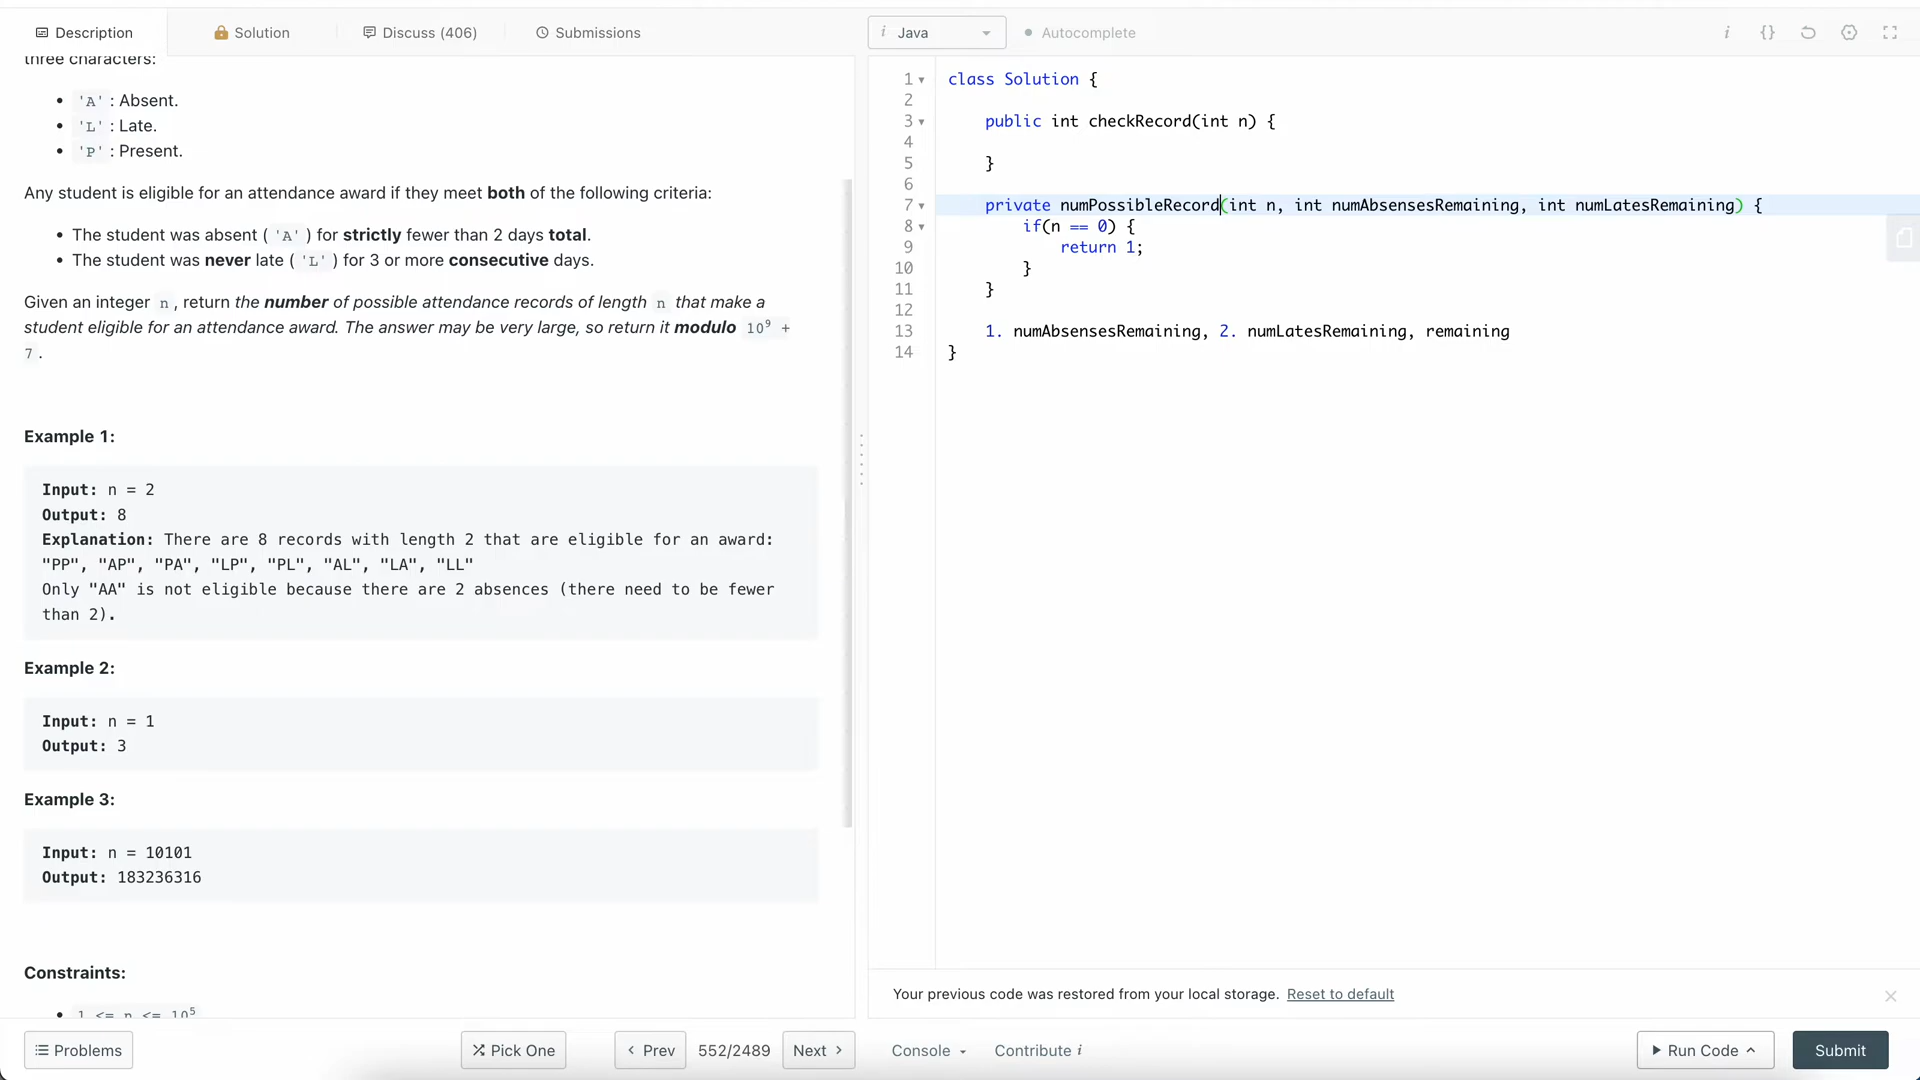 Description
Solution
Discuss (406)
Submissions
i Java
Autocomplete
i {}
three characters:
• 'A' : Absent.
• 'L' : Late.
• 'P' : Present.
Any student is eligible for an attendance award if they meet both of the following criteria:
• The student was absent ( 'A' ) for strictly fewer than 2 days total.
• The student was never late ( 'L' ) for 3 or more consecutive days.
Given an integer n , return the number of possible attendance records of length n that make a
student eligible for an attendance award. The answer may be very large, so return it modulo 10⁹ +
7 .
Example 1:
Input: n = 2
Output: 8
Explanation: There are 8 records with length 2 that are eligible for an award:
"PP", "AP", "PA", "LP", "PL", "AL", "LA", "LL"
Only "AA" is not eligible because there are 2 absences (there need to be fewer
than 2).
Example 2:
Input: n = 1
Output: 3
Example 3:
Input: n = 10101
Output: 183236316
Constraints:
• 1 <= n <= 10⁵
1 class Solution {
2
3 public int checkRecord(int n) {
4
5 }
6
7 private numPossibleRecord(int n, int numAbsensesRemaining, int numLatesRemaining) {
8 if(n == 0) {
9 return 1;
10 }
11 }
12
13 1. numAbsensesRemaining, 2. numLatesRemaining, remaining
14 }
Your previous code was restored from your local storage. Reset to default
Problems
Pick One
< Prev
552/2489
Next >
Console
Contribute i
Run Code
Submit